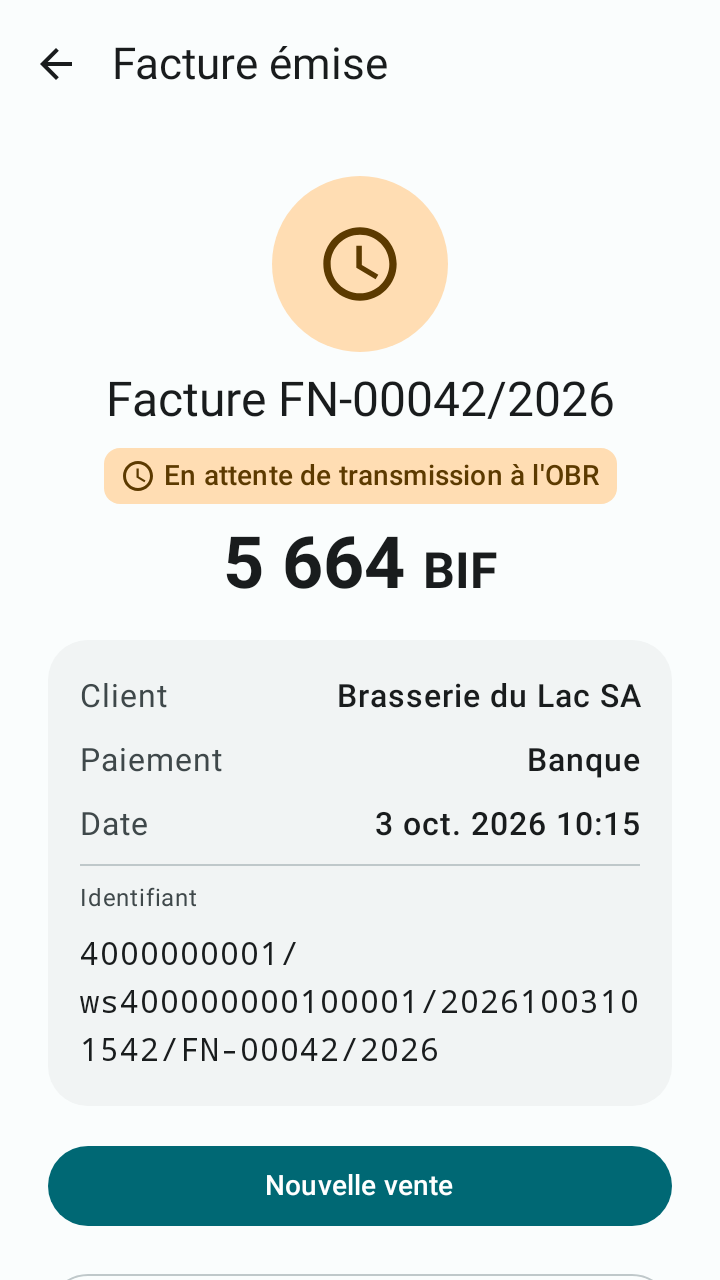 Facture émise
Facture FN-00042/2026
En attente de transmission à l'OBR
5 664 BIF
Client Brasserie du Lac SA
Paiement Banque
Date 3 oct. 2026 10:15
Identifiant
4000000001/
ws400000000100001/2026100310
1542/FN-00042/2026
Nouvelle vente